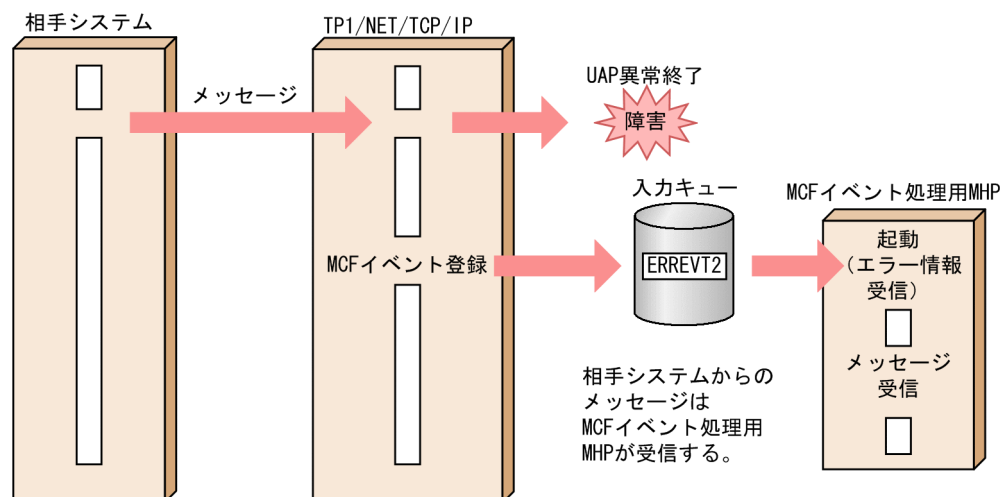 相手システム
TP1/NET/TCP/IP
メッセージ
UAP異常終了
障害
入力キュー
MCFイベント処理用MHP
MCFイベント登録
ERREVT2
起動
(エラー情報
受信)
メッセージ
受信
相手システムからの
メッセージは
MCFイベント処理用
MHPが受信する。